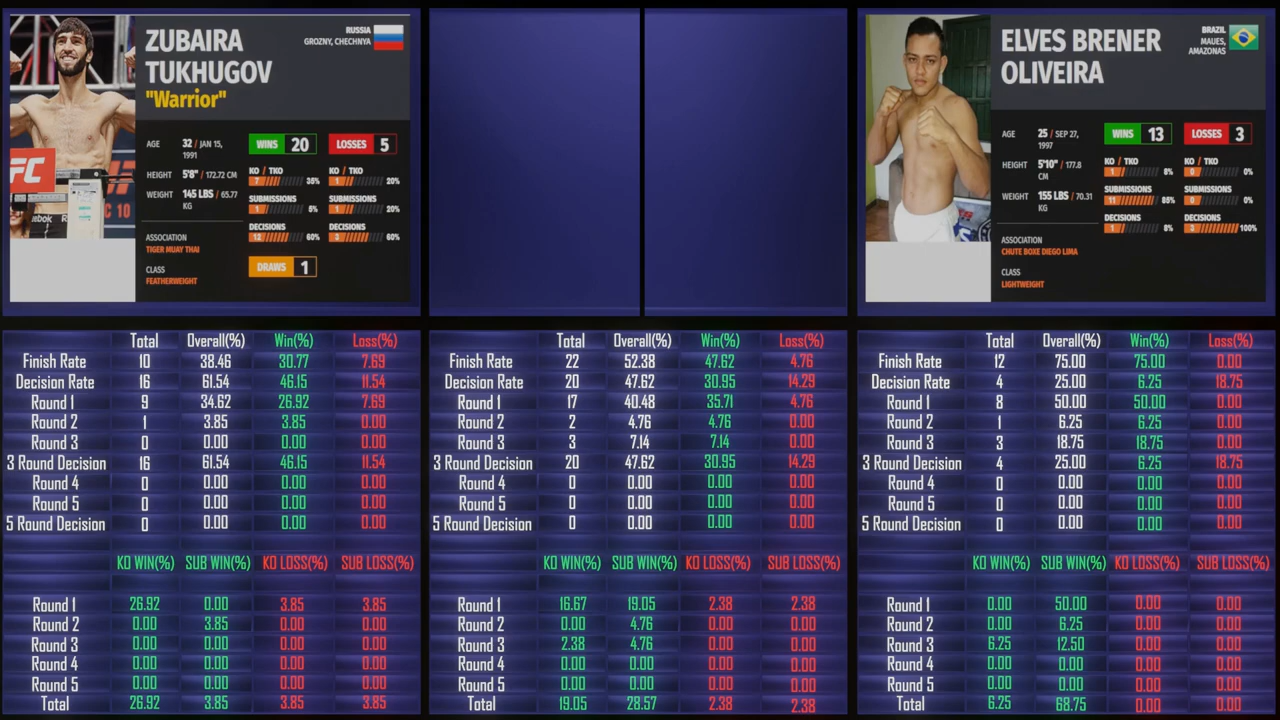 ZUBAIRA
TUKHUGOV
"Warrior"
RUSSIA
GROZNY, CHECHNYA
AGE 32 / JAN 15, 1991
HEIGHT 5'8" / 172.72 CM
WEIGHT 145 LBS / 65.77 KG
ASSOCIATION
TIGER MUAY THAI
CLASS
FEATHERWEIGHT
WINS 20
KO / TKO
7 35%
SUBMISSIONS
1 5%
DECISIONS
12 60%
LOSSES 5
KO / TKO
1 20%
SUBMISSIONS
1 20%
DECISIONS
3 60%
DRAWS 1
ELVES BRENER
OLIVEIRA
BRAZIL
MAUES,
AMAZONAS
AGE 25 / SEP 27, 1997
HEIGHT 5'10" / 177.8 CM
WEIGHT 155 LBS / 70.31 KG
ASSOCIATION
CHUTE BOXE DIEGO LIMA
CLASS
LIGHTWEIGHT
WINS 13
KO / TKO
1 8%
SUBMISSIONS
11 85%
DECISIONS
1 8%
LOSSES 3
KO / TKO
0 0%
SUBMISSIONS
0 0%
DECISIONS
3 100%
Total Overall(%) Win(%) Loss(%)
Finish Rate 10 38.46 30.77 7.69
Decision Rate 16 61.54 46.15 11.54
Round 1 9 34.62 26.92 7.69
Round 2 1 3.85 3.85 0.00
Round 3 0 0.00 0.00 0.00
3 Round Decision 16 61.54 46.15 11.54
Round 4 0 0.00 0.00 0.00
Round 5 0 0.00 0.00 0.00
5 Round Decision 0 0.00 0.00 0.00
KO WIN(%) SUB WIN(%) KO LOSS(%) SUB LOSS(%)
Round 1 26.92 0.00 3.85 3.85
Round 2 0.00 3.85 0.00 0.00
Round 3 0.00 0.00 0.00 0.00
Round 4 0.00 0.00 0.00 0.00
Round 5 0.00 0.00 0.00 0.00
Total 26.92 3.85 3.85 3.85
Total Overall(%) Win(%) Loss(%)
Finish Rate 22 52.38 47.62 4.76
Decision Rate 20 47.62 30.95 14.29
Round 1 17 40.48 35.71 4.76
Round 2 2 4.76 4.76 0.00
Round 3 3 7.14 7.14 0.00
3 Round Decision 20 47.62 30.95 14.29
Round 4 0 0.00 0.00 0.00
Round 5 0 0.00 0.00 0.00
5 Round Decision 0 0.00 0.00 0.00
KO WIN(%) SUB WIN(%) KO LOSS(%) SUB LOSS(%)
Round 1 16.67 19.05 2.38 2.38
Round 2 0.00 4.76 0.00 0.00
Round 3 2.38 4.76 0.00 0.00
Round 4 0.00 0.00 0.00 0.00
Round 5 0.00 0.00 0.00 0.00
Total 19.05 28.57 2.38 2.38
Total Overall(%) Win(%) Loss(%)
Finish Rate 12 75.00 75.00 0.00
Decision Rate 4 25.00 6.25 18.75
Round 1 8 50.00 50.00 0.00
Round 2 1 6.25 6.25 0.00
Round 3 3 18.75 18.75 0.00
3 Round Decision 4 25.00 6.25 18.75
Round 4 0 0.00 0.00 0.00
Round 5 0 0.00 0.00 0.00
5 Round Decision 0 0.00 0.00 0.00
KO WIN(%) SUB WIN(%) KO LOSS(%) SUB LOSS(%)
Round 1 0.00 50.00 0.00 0.00
Round 2 0.00 6.25 0.00 0.00
Round 3 6.25 12.50 0.00 0.00
Round 4 0.00 0.00 0.00 0.00
Round 5 0.00 0.00 0.00 0.00
Total 6.25 68.75 0.00 0.00